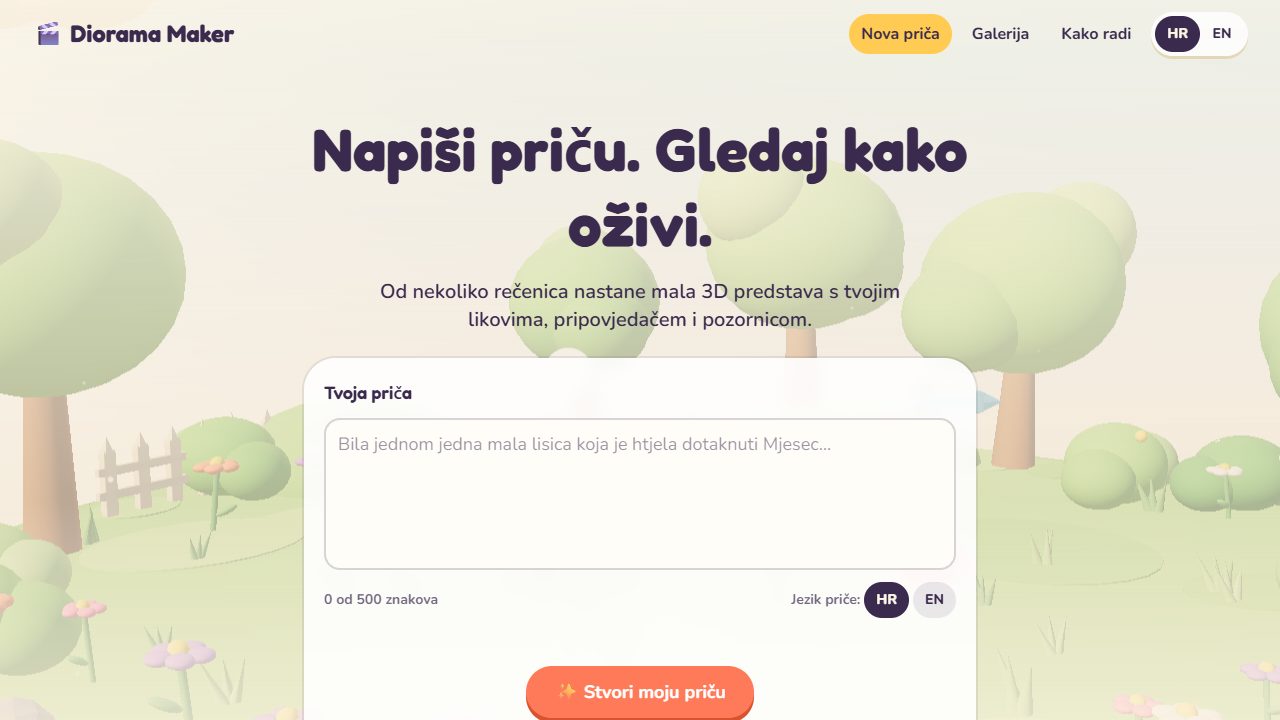 Diorama Maker
Nova priča
Galerija
Kako radi
HR
EN
Napiši priču. Gledaj kako
oživi.
Od nekoliko rečenica nastane mala 3D predstava s tvojim
likovima, pripovjedačem i pozornicom.
Tvoja priča
Bila jednom jedna mala lisica koja je htjela dotaknuti Mjesec...
0 od 500 znakova
Jezik priče:
HR
EN
Stvori moju priču